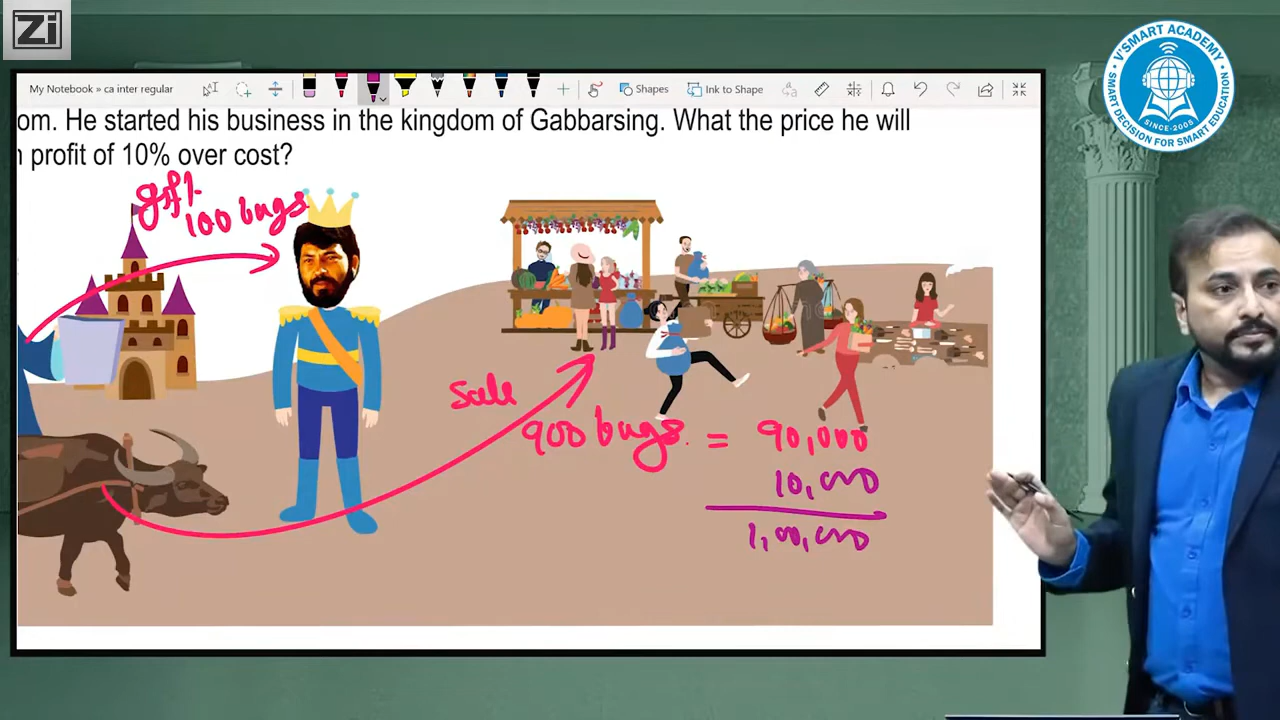 Zi
My Notebook » ca inter regular
Shapes
Ink to Shape
om. He started his business in the kingdom of Gabbarsing. What the price he will
profit of 10% over cost?
gift
100 bags
sale
900 bags. = 90,000
10,000
1,00,000
V'SMART ACADEMY
SINCE-2005
SMART DECISION FOR SMART EDUCATION